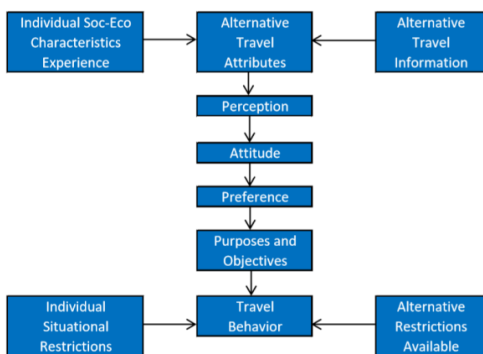 Individual Soc-Eco
Characteristics
Experience
Alternative
Travel
Attributes
Alternative
Travel
Information
Perception
Attitude
Preference
Purposes and
Objectives
Individual
Situational
Restrictions
Travel
Behavior
Alternative
Restrictions
Available